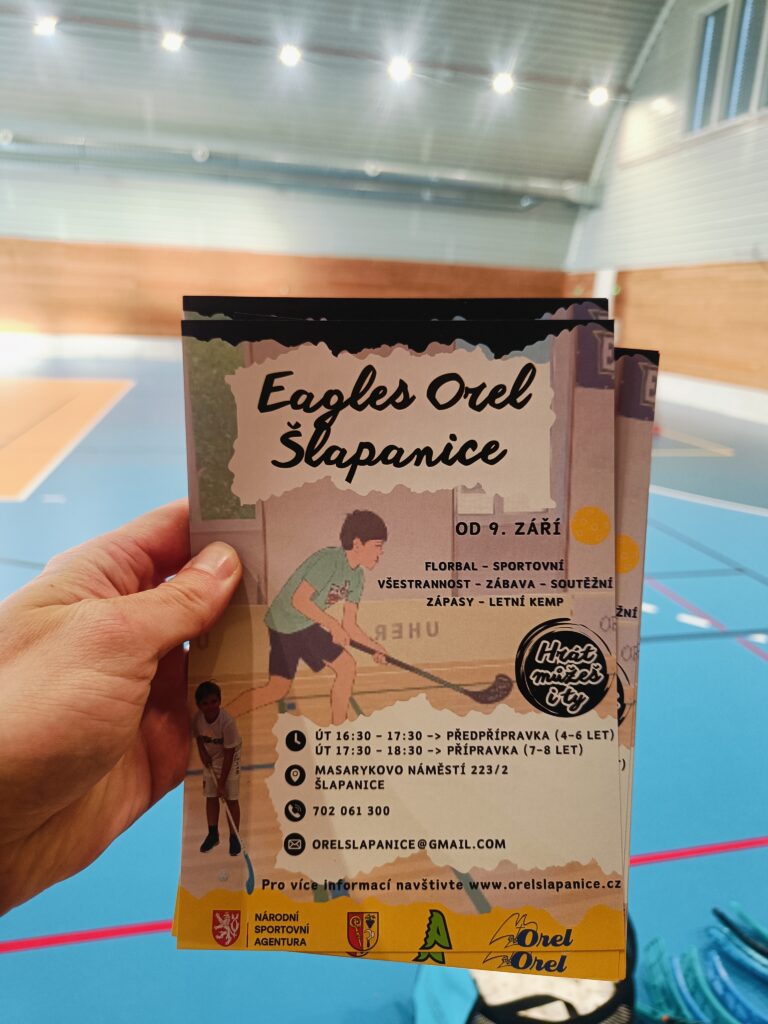 Eagles Orel
Šlapanice
OD 9. ZÁŘÍ
FLORBAL - SPORTOVNÍ
VŠESTRANNOST - ZÁBAVA - SOUTĚŽNÍ
ZÁPASY - LETNÍ KEMP
UHER
Hrát
můžeš
i ty
ÚT 16:30 - 17:30 -> PŘEDPŘÍPRAVKA (4-6 LET)
ÚT 17:30 - 18:30 -> PŘÍPRAVKA (7-8 LET)
MASARYKOVO NÁMĚSTÍ 223/2
ŠLAPANICE
702 061 300
ORELSLAPANICE@GMAIL.COM
Pro více informací navštivte www.orelslapanice.cz
NÁRODNÍ
SPORTOVNÍ
AGENTURA
Orel
Orel